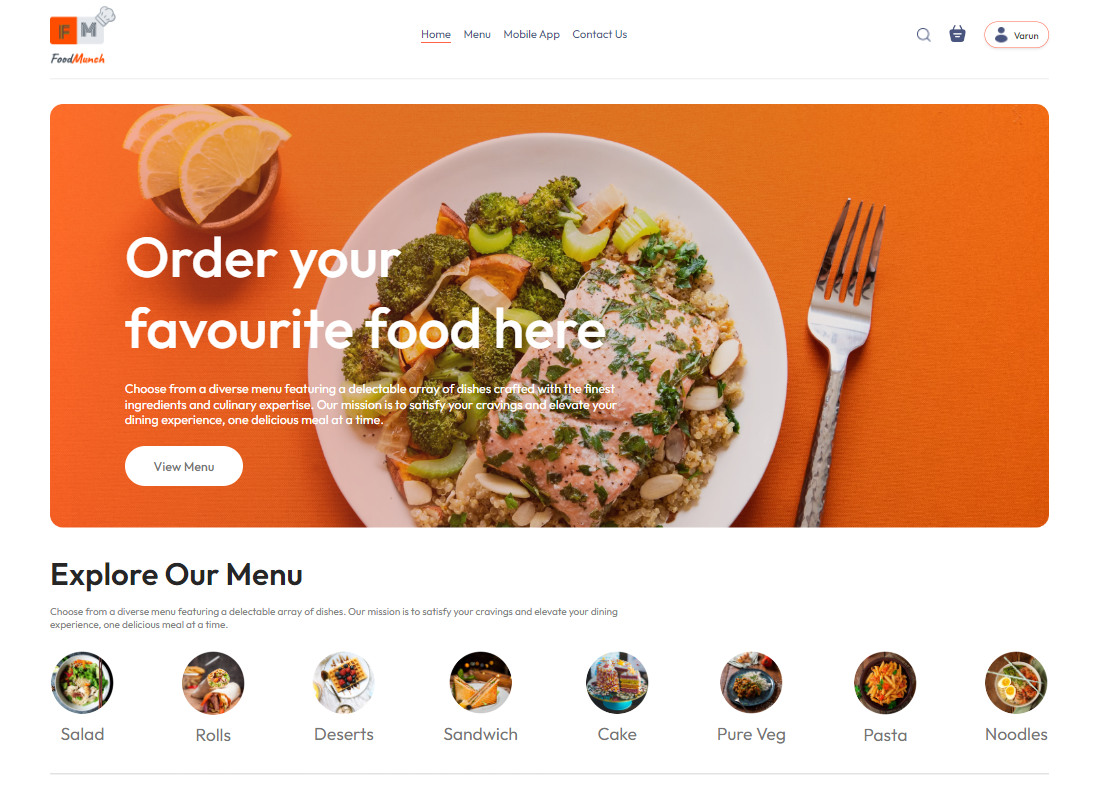 FM
FoodMunch
Home Menu Mobile App Contact Us
Varun
Order your
favourite food here
Choose from a diverse menu featuring a delectable array of dishes crafted with the finest
ingredients and culinary expertise. Our mission is to satisfy your cravings and elevate your
dining experience, one delicious meal at a time.
View Menu
Explore Our Menu
Choose from a diverse menu featuring a delectable array of dishes. Our mission is to satisfy your cravings and elevate your dining
experience, one delicious meal at a time.
Salad Rolls Deserts Sandwich Cake Pure Veg Pasta Noodles